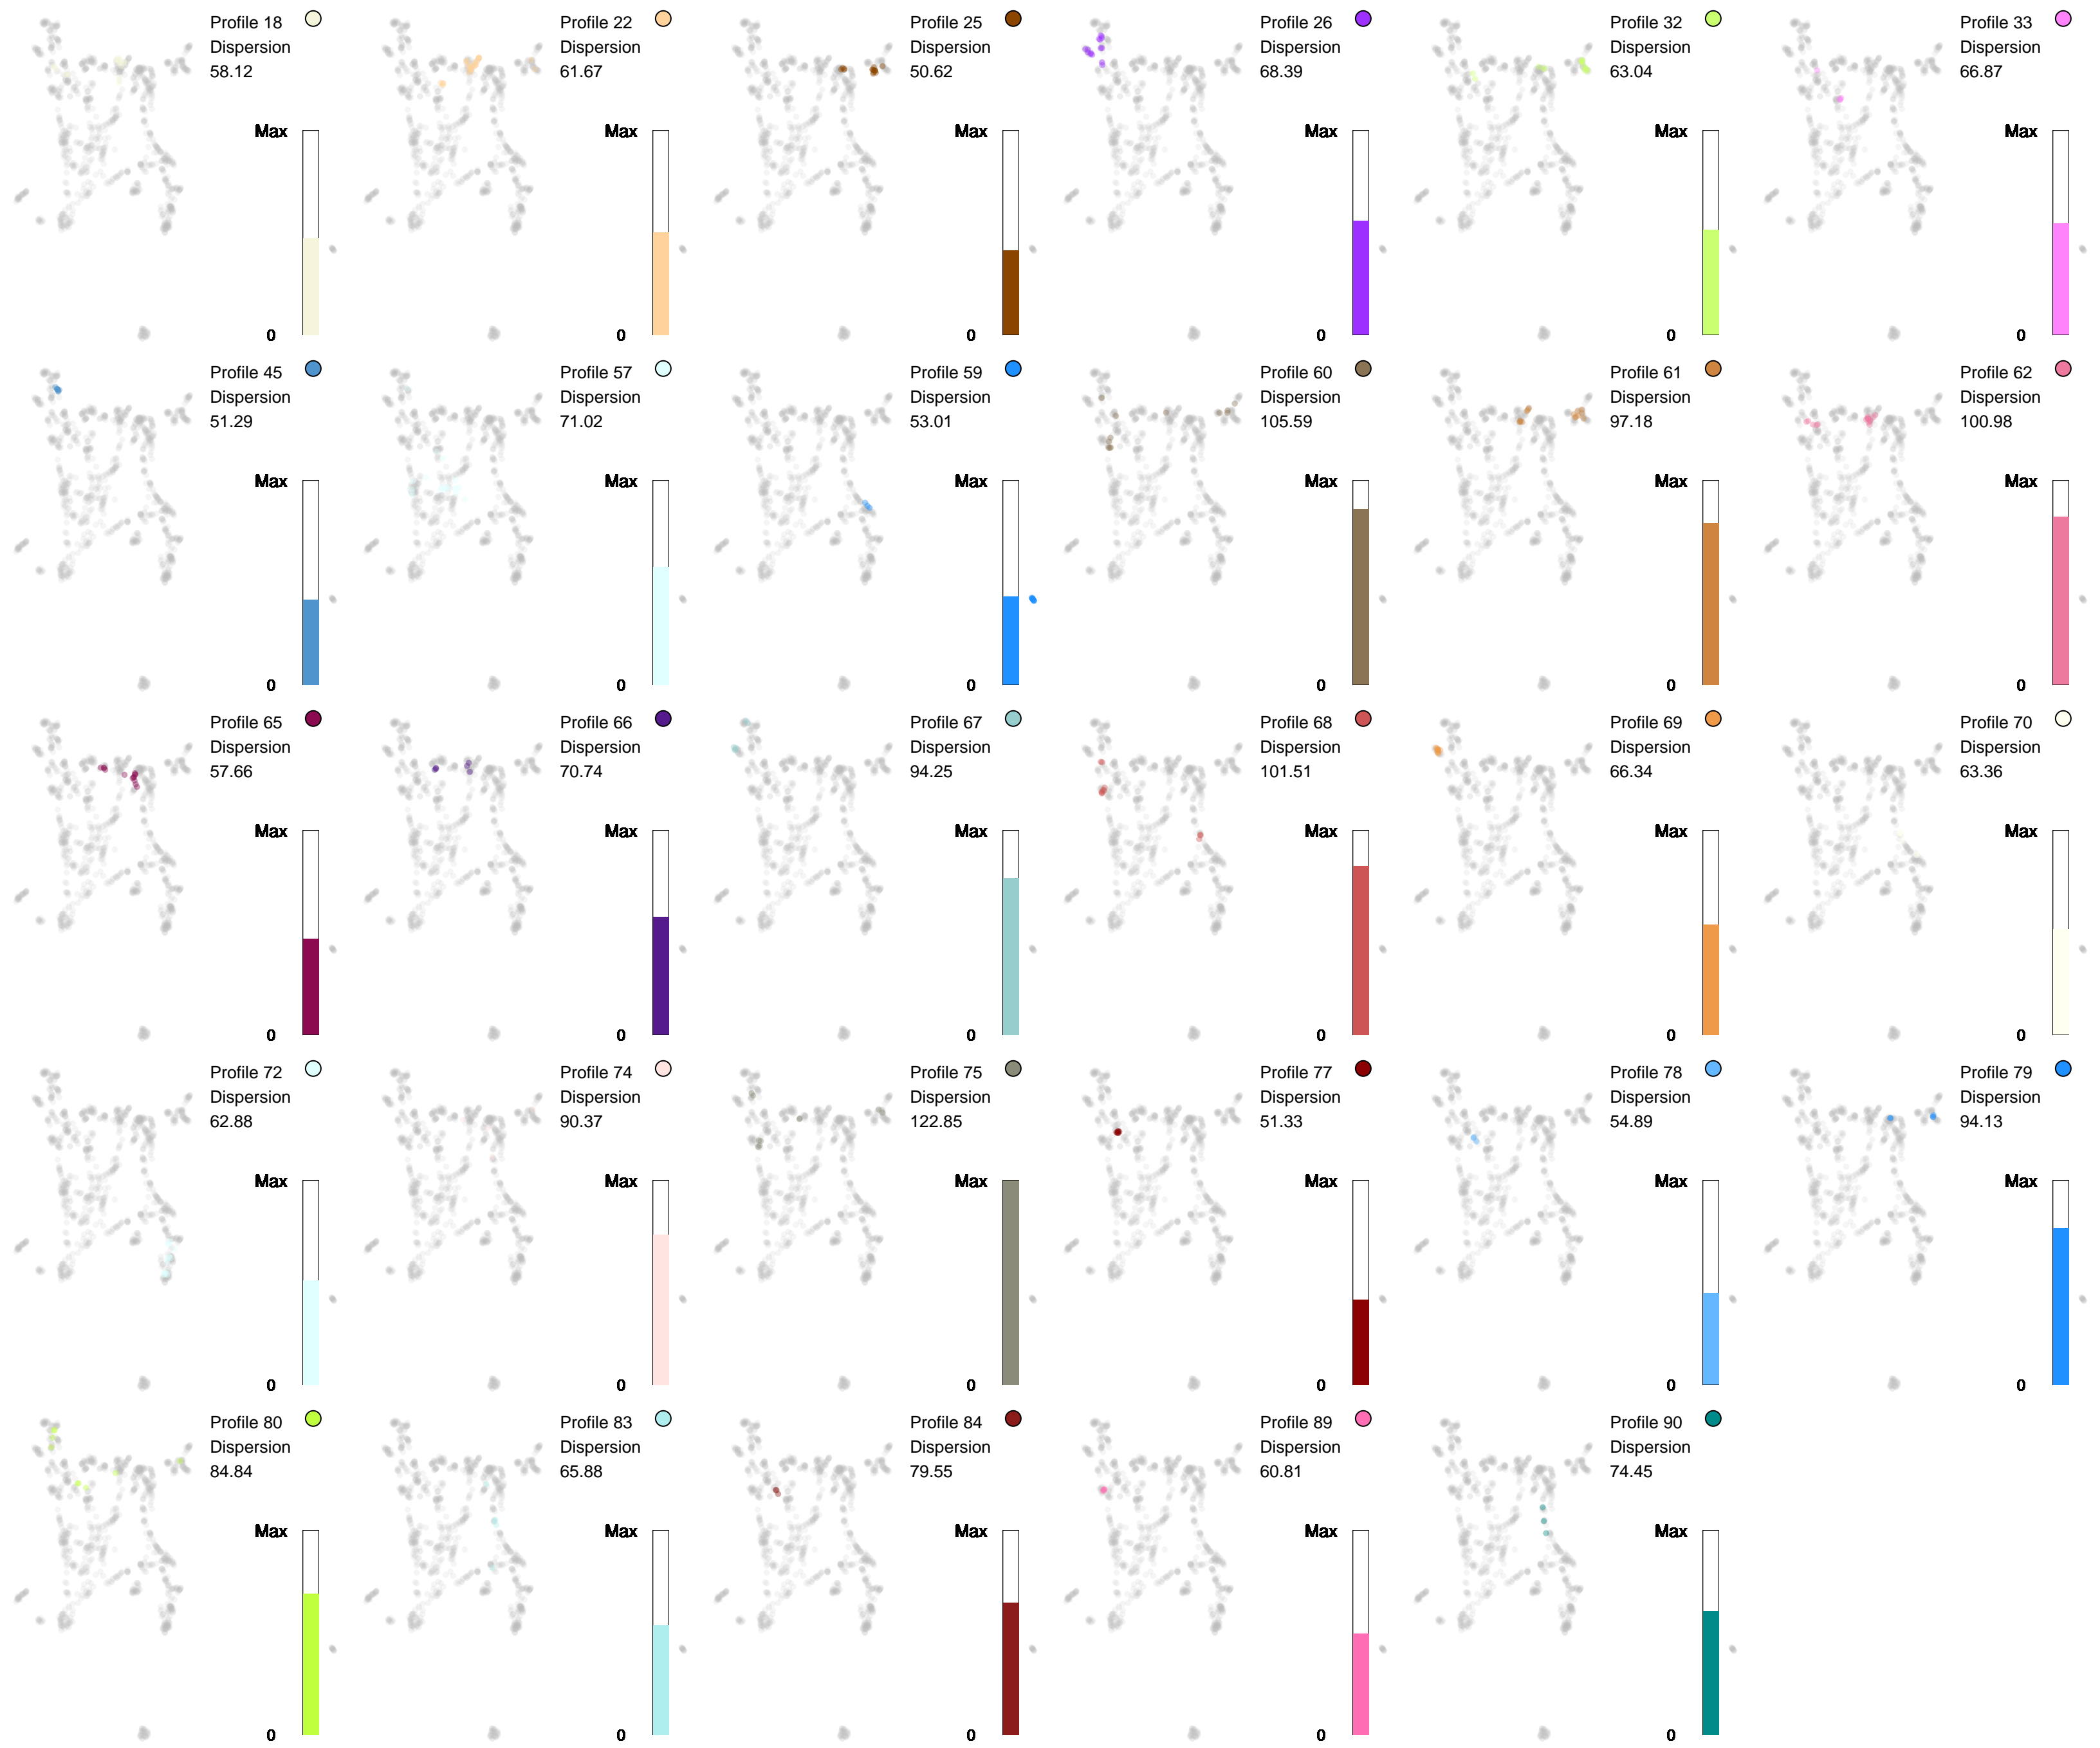 Profile 18
Dispersion
58.12
Max
0
Profile 22
Dispersion
61.67
Max
0
Profile 25
Dispersion
50.62
Max
0
Profile 26
Dispersion
68.39
Max
0
Profile 32
Dispersion
63.04
Max
0
Profile 33
Dispersion
66.87
Max
0
Profile 45
Dispersion
51.29
Max
0
Profile 57
Dispersion
71.02
Max
0
Profile 59
Dispersion
53.01
Max
0
Profile 60
Dispersion
105.59
Max
0
Profile 61
Dispersion
97.18
Max
0
Profile 62
Dispersion
100.98
Max
0
Profile 65
Dispersion
57.66
Max
0
Profile 66
Dispersion
70.74
Max
0
Profile 67
Dispersion
94.25
Max
0
Profile 68
Dispersion
101.51
Max
0
Profile 69
Dispersion
66.34
Max
0
Profile 70
Dispersion
63.36
Max
0
Profile 72
Dispersion
62.88
Max
0
Profile 74
Dispersion
90.37
Max
0
Profile 75
Dispersion
122.85
Max
0
Profile 77
Dispersion
51.33
Max
0
Profile 78
Dispersion
54.89
Max
0
Profile 79
Dispersion
94.13
Max
0
Profile 80
Dispersion
84.84
Max
0
Profile 83
Dispersion
65.88
Max
0
Profile 84
Dispersion
79.55
Max
0
Profile 89
Dispersion
60.81
Max
0
Profile 90
Dispersion
74.45
Max
0